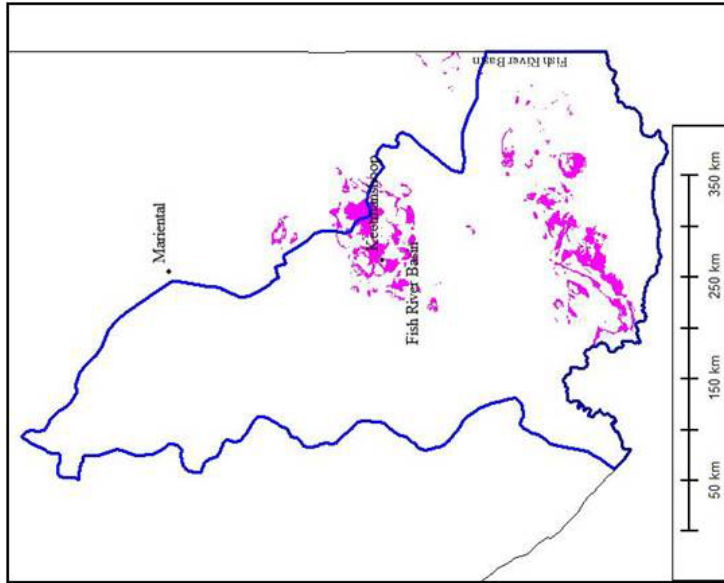 Fish River Basin
Mariental
Keetmanshoop
Fish River Basin
50 km
150 km
250 km
350 km